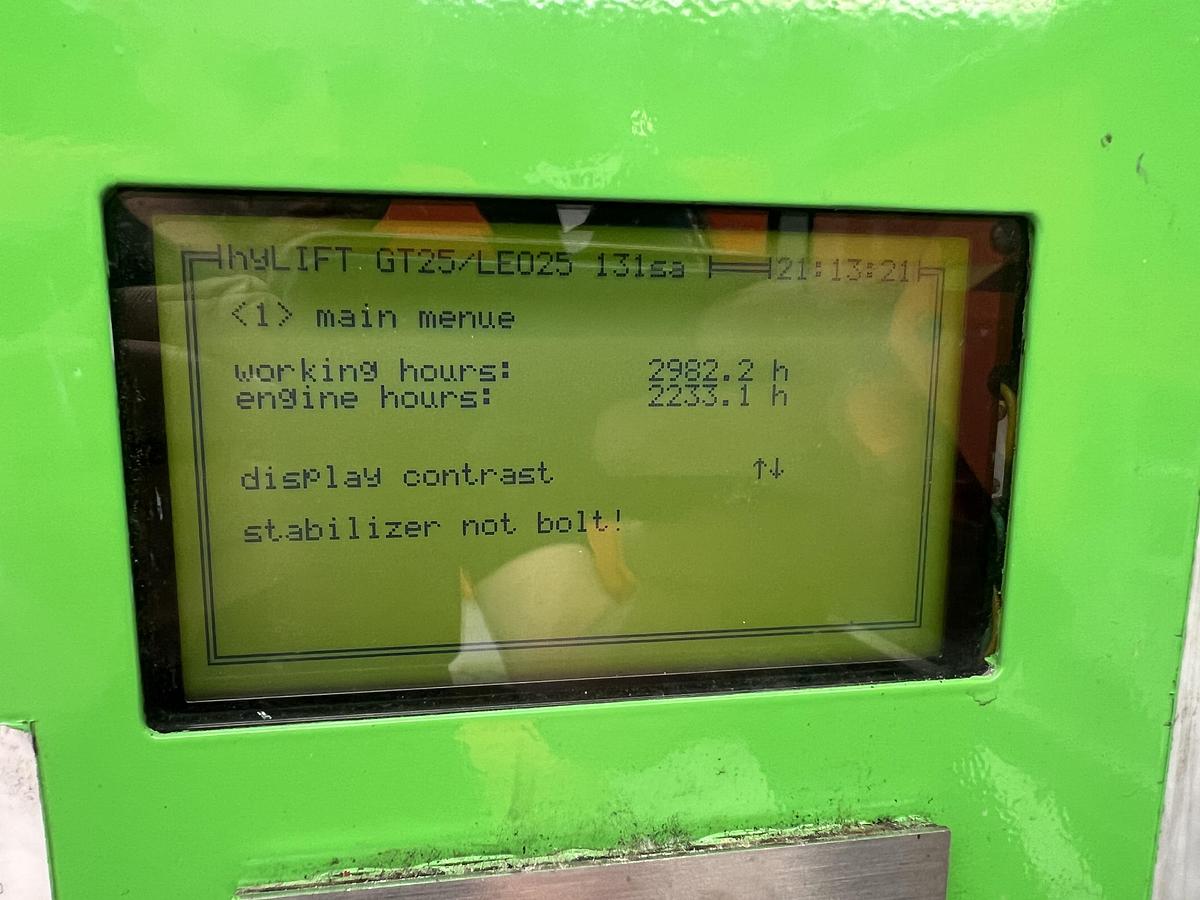 hyLIFT GT25/LEO25 131sa 21:13:21
<1> main menue
working hours: 2982.2 h
engine hours: 2233.1 h
display contrast ↑↓
stabilizer not bolt!